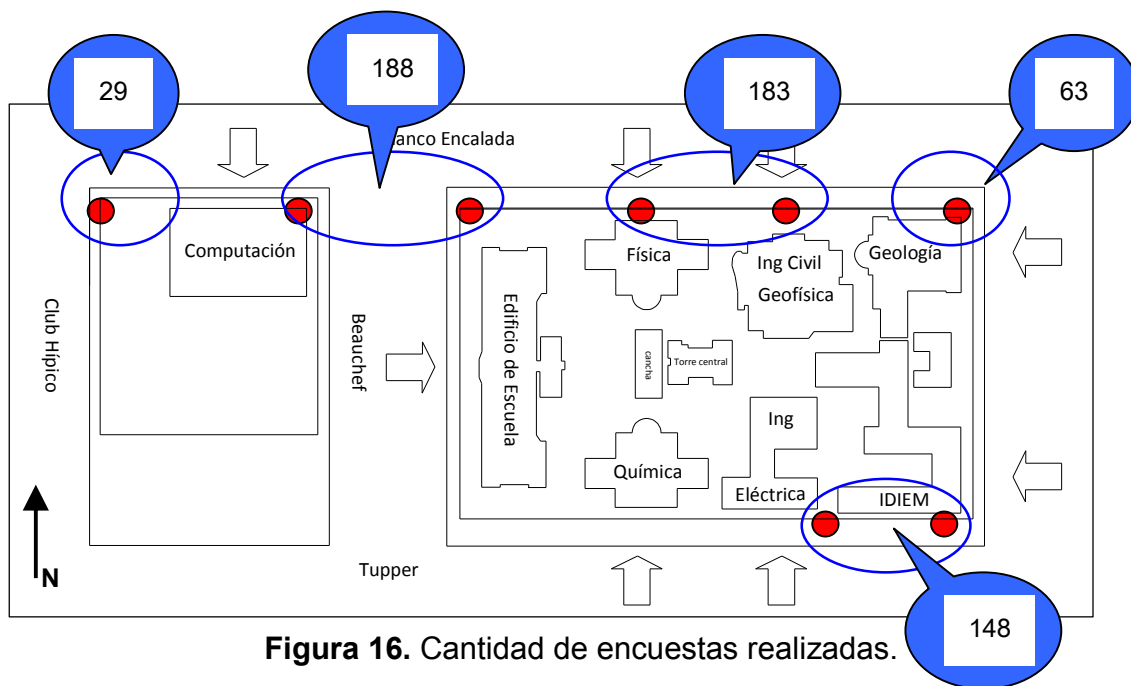 29
188
183
63
anco Encalada
Computación
Física
Ing Civil
Geofísica
Geología
Club Hípico
Beauchef
Edificio de Escuela
cancha
Torre central
Ing
Eléctrica
Química
IDIEM
N
Tupper
148
Figura 16. Cantidad de encuestas realizadas.